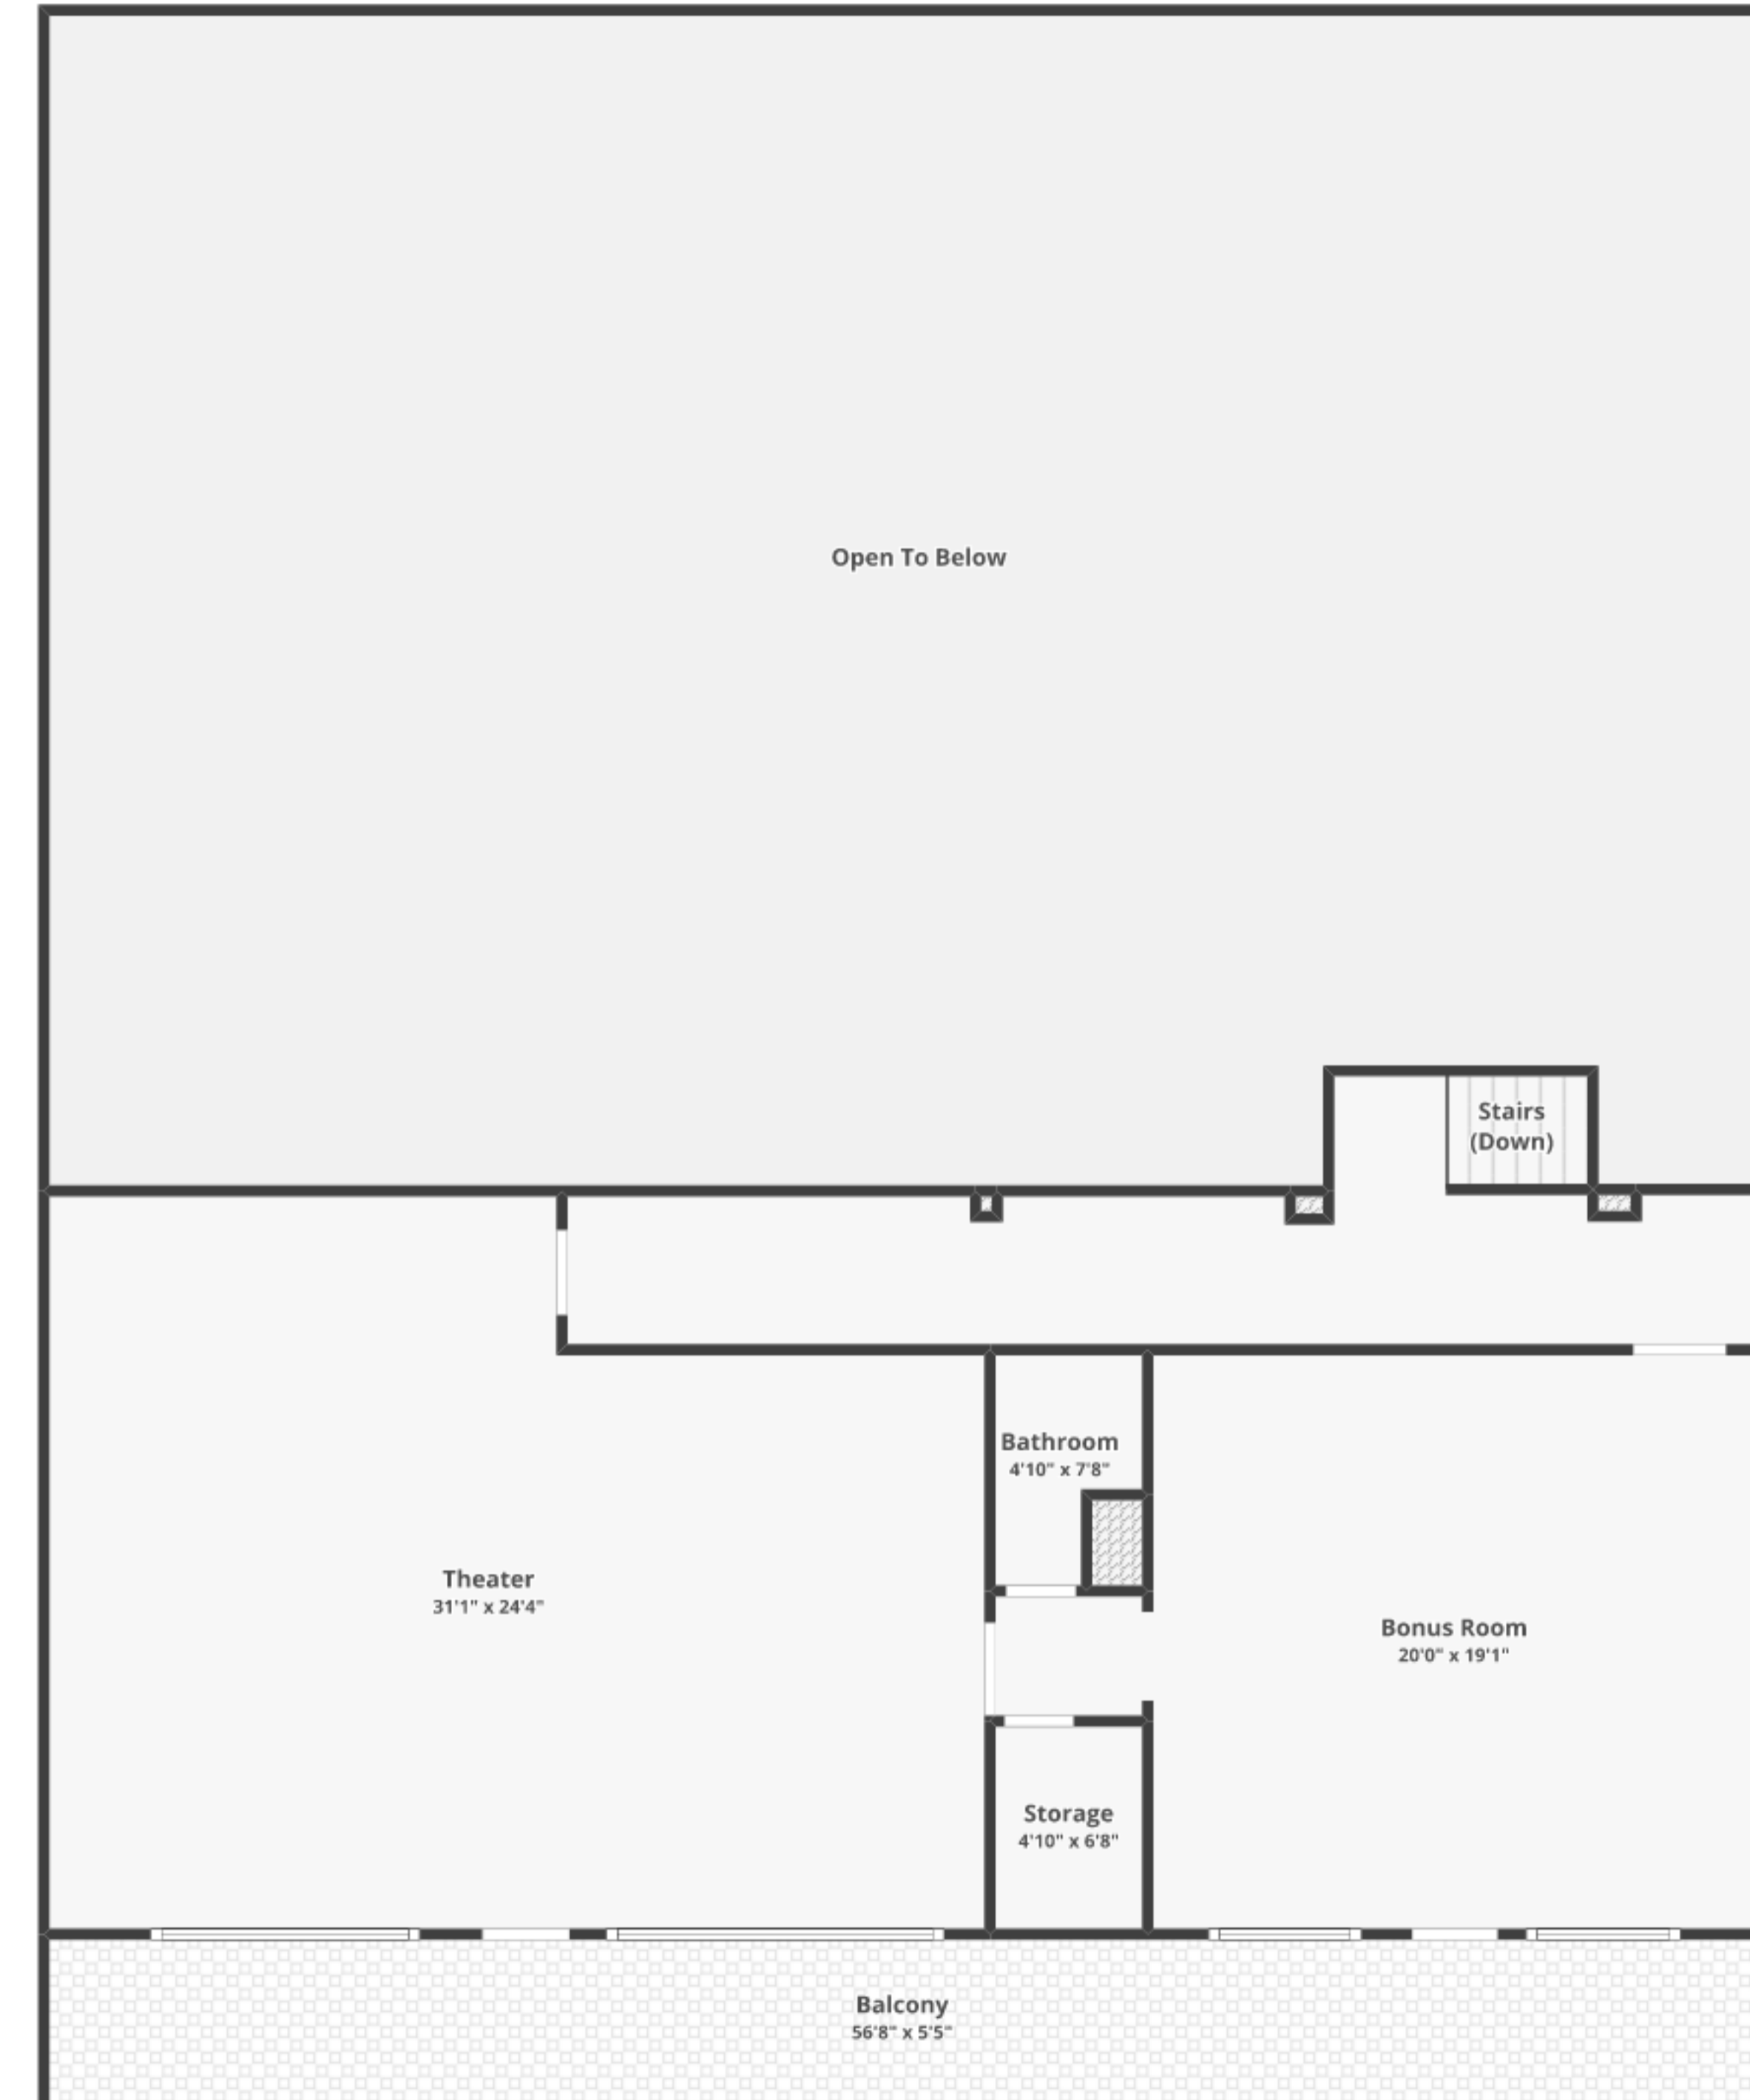 Open To Below
Stairs
(Down)
Bathroom
4'10" x 7'8"
Theater
31'1" x 24'4"
Bonus Room
20'0" x 19'1"
Storage
4'10" x 6'8"
Balcony
56'8" x 5'5"